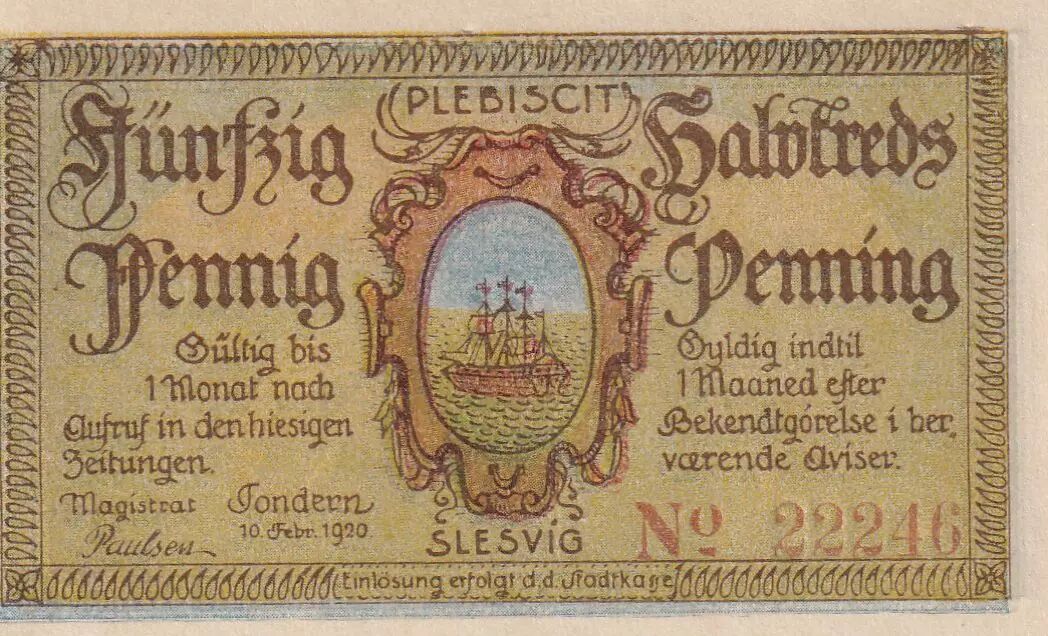 PLEBISCIT
Fünfzig
Pfennig
Gültig bis
1 Monat nach
Aufruf in den hiesigen
Zeitungen.
Magistrat Tondern
Paulsen 10. Febr. 1920
Halvtreds
Penning
Gyldig indtil
1 Maaned efter
Bekendtgörelse i her,
værende Aviser.
SLESVIG
No 22246
Einlösung erfolgt d. d. Stadtkasse